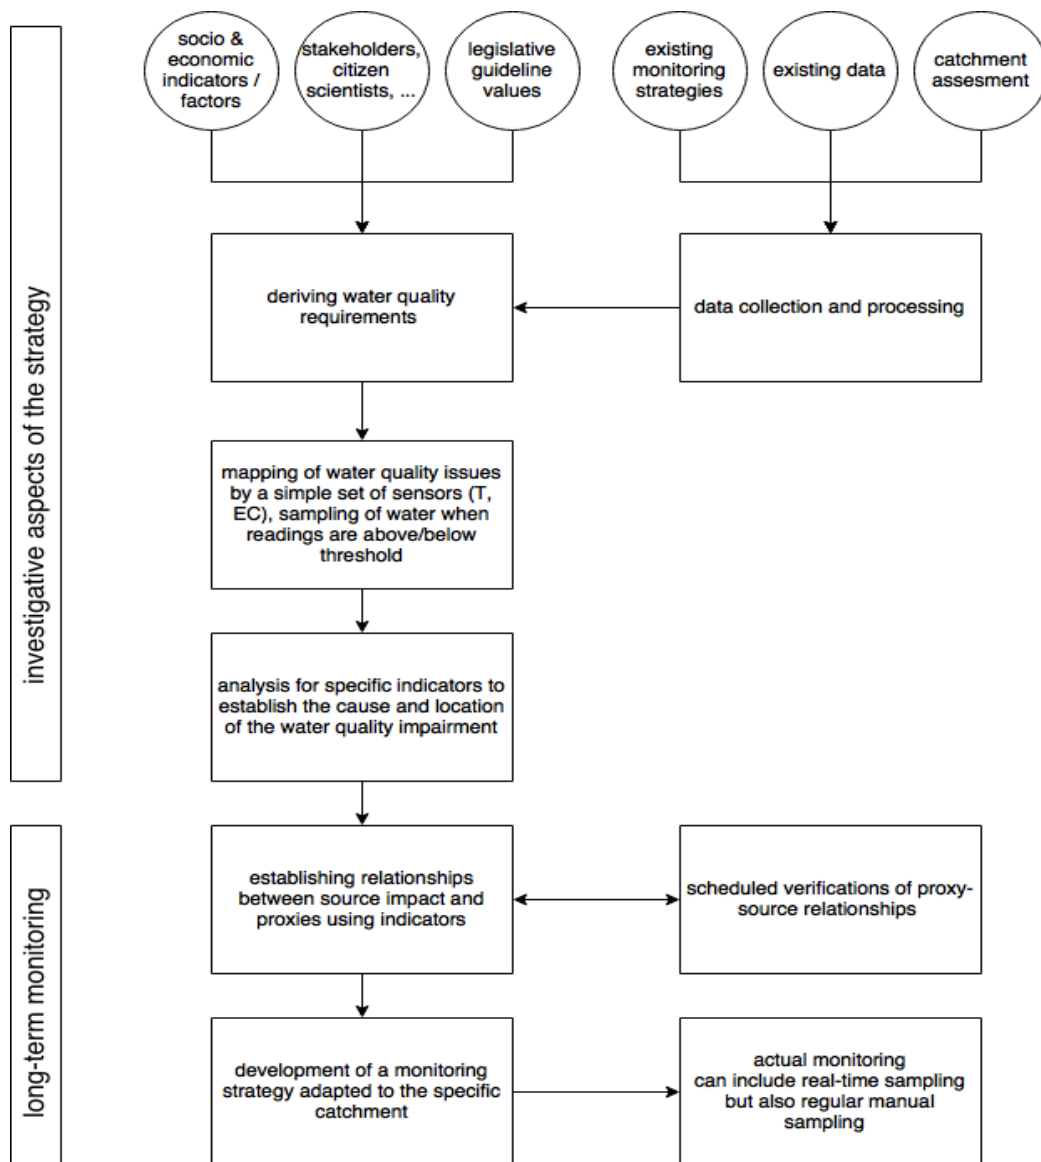 socio &
economic
indicators /
factors
stakeholders,
citizen
scientists, ...
legislative
guideline
values
existing
monitoring
strategies
existing data
catchment
assesment
investigative aspects of the strategy
deriving water quality
requirements
data collection and processing
mapping of water quality issues
by a simple set of sensors (T,
EC), sampling of water when
readings are above/below
threshold
analysis for specific indicators to
establish the cause and location
of the water quality impairment
long-term monitoring
establishing relationships
between source impact and
proxies using indicators
scheduled verifications of proxy-
source relationships
development of a monitoring
strategy adapted to the specific
catchment
actual monitoring
can include real-time sampling
but also regular manual
sampling